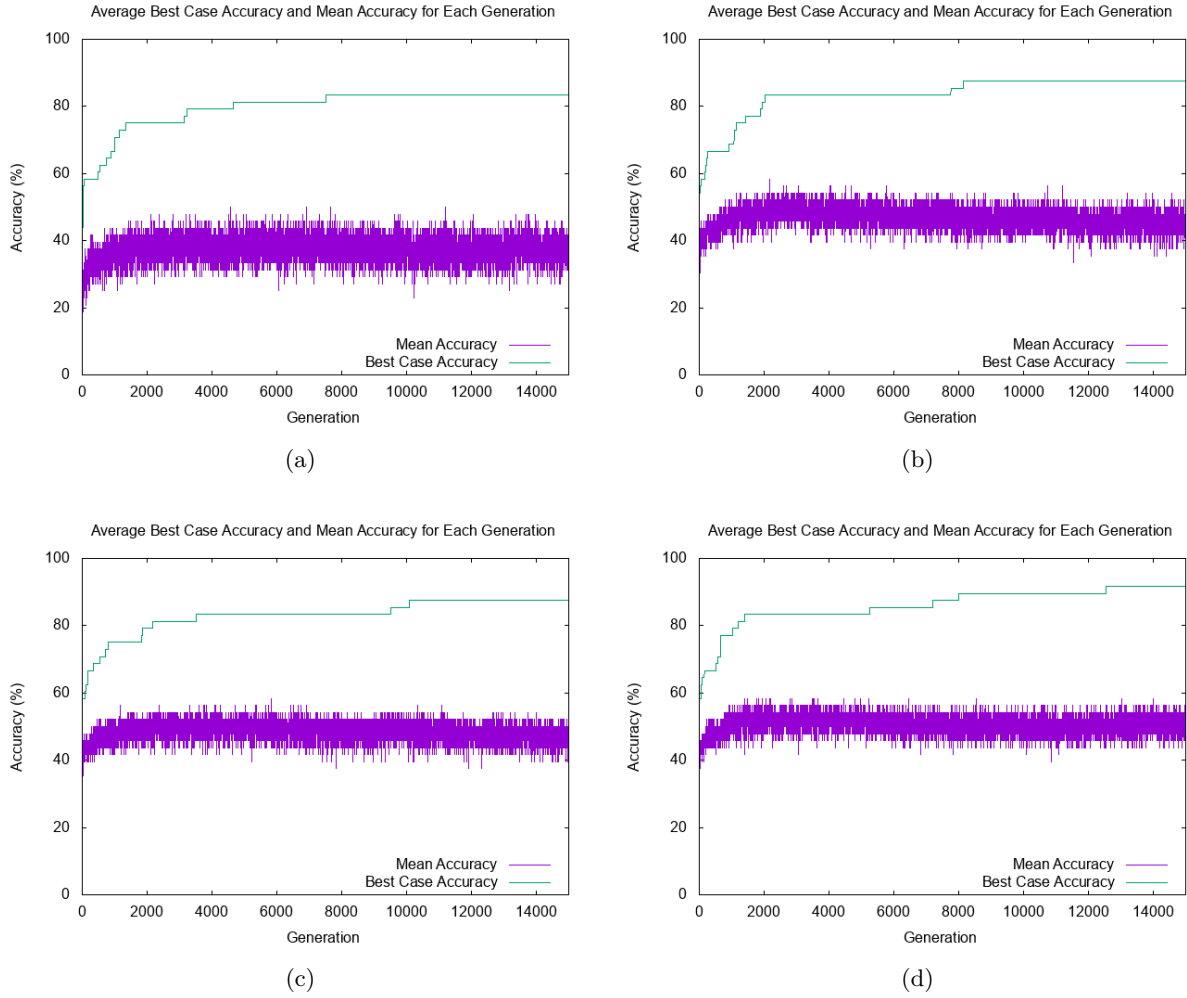 Average Best Case Accuracy and Mean Accuracy for Each Generation
100
80
60
40
20
0
Accuracy (%)
Mean Accuracy
Best Case Accuracy
0 2000 4000 6000 8000 10000 12000 14000
Generation
(a)
Average Best Case Accuracy and Mean Accuracy for Each Generation
100
80
60
40
20
0
Accuracy (%)
Mean Accuracy
Best Case Accuracy
0 2000 4000 6000 8000 10000 12000 14000
Generation
(b)
Average Best Case Accuracy and Mean Accuracy for Each Generation
100
80
60
40
20
0
Accuracy (%)
Mean Accuracy
Best Case Accuracy
0 2000 4000 6000 8000 10000 12000 14000
Generation
(c)
Average Best Case Accuracy and Mean Accuracy for Each Generation
100
80
60
40
20
0
Accuracy (%)
Mean Accuracy
Best Case Accuracy
0 2000 4000 6000 8000 10000 12000 14000
Generation
(d)